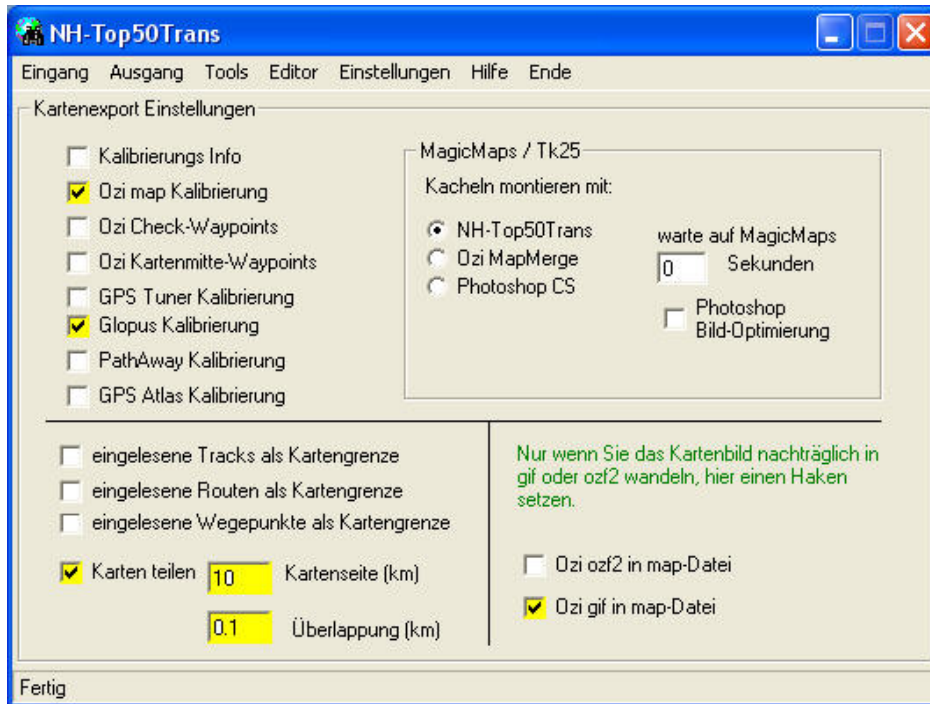 NH-Top50Trans
Eingang Ausgang Tools Editor Einstellungen Hilfe Ende
Kartenexport Einstellungen
Kalibrierungs Info
Ozi map Kalibrierung
Ozi Check-Waypoints
Ozi Kartenmitte-Waypoints
GPS Tuner Kalibrierung
Glopus Kalibrierung
PathAway Kalibrierung
GPS Atlas Kalibrierung
MagicMaps / Tk25
Kacheln montieren mit:
NH-Top50Trans
Ozi MapMerge
Photoshop CS
warte auf MagicMaps
0 Sekunden
Photoshop
Bild-Optimierung
eingelesene Tracks als Kartengrenze
eingelesene Routen als Kartengrenze
eingelesene Wegepunkte als Kartengrenze
Karten teilen 10 Kartenseite (km)
0.1 Überlappung (km)
Nur wenn Sie das Kartenbild nachträglich in
gif oder ozf2 wandeln, hier einen Haken
setzen.
Ozi ozf2 in map-Datei
Ozi gif in map-Datei
Fertig